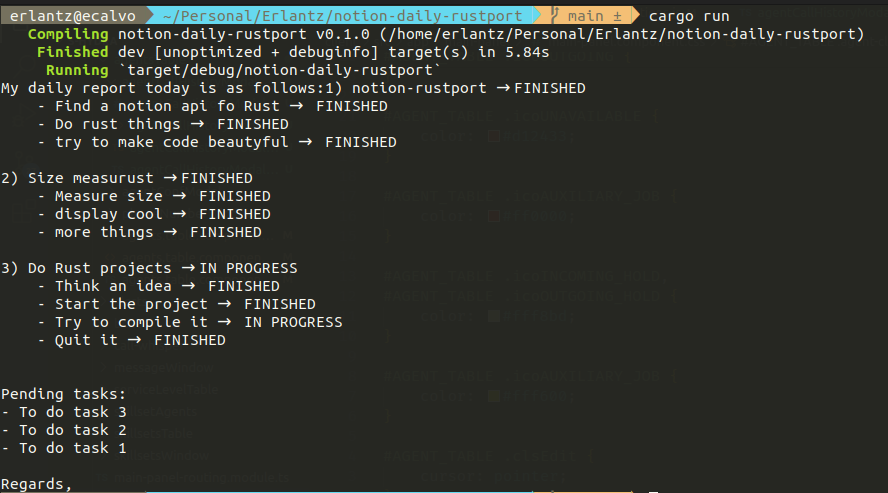 erlantz@ecalvo ~/Personal/Erlantz/notion-daily-rustport main ± cargo run
Compiling notion-daily-rustport v0.1.0 (/home/erlantz/Personal/Erlantz/notion-daily-rustport)
Finished dev [unoptimized + debuginfo] target(s) in 5.84s
Running `target/debug/notion-daily-rustport`
My daily report today is as follows:1) notion-rustport →FINISHED
- Find a notion api fo Rust → FINISHED
- Do rust things → FINISHED
- try to make code beautyful → FINISHED
2) Size measurust →FINISHED
- Measure size → FINISHED
- display cool → FINISHED
- more things → FINISHED
3) Do Rust projects →IN PROGRESS
- Think an idea → FINISHED
- Start the project → FINISHED
- Try to compile it → IN PROGRESS
- Quit it → FINISHED
Pending tasks:
- To do task 3
- To do task 2
- To do task 1
Regards,